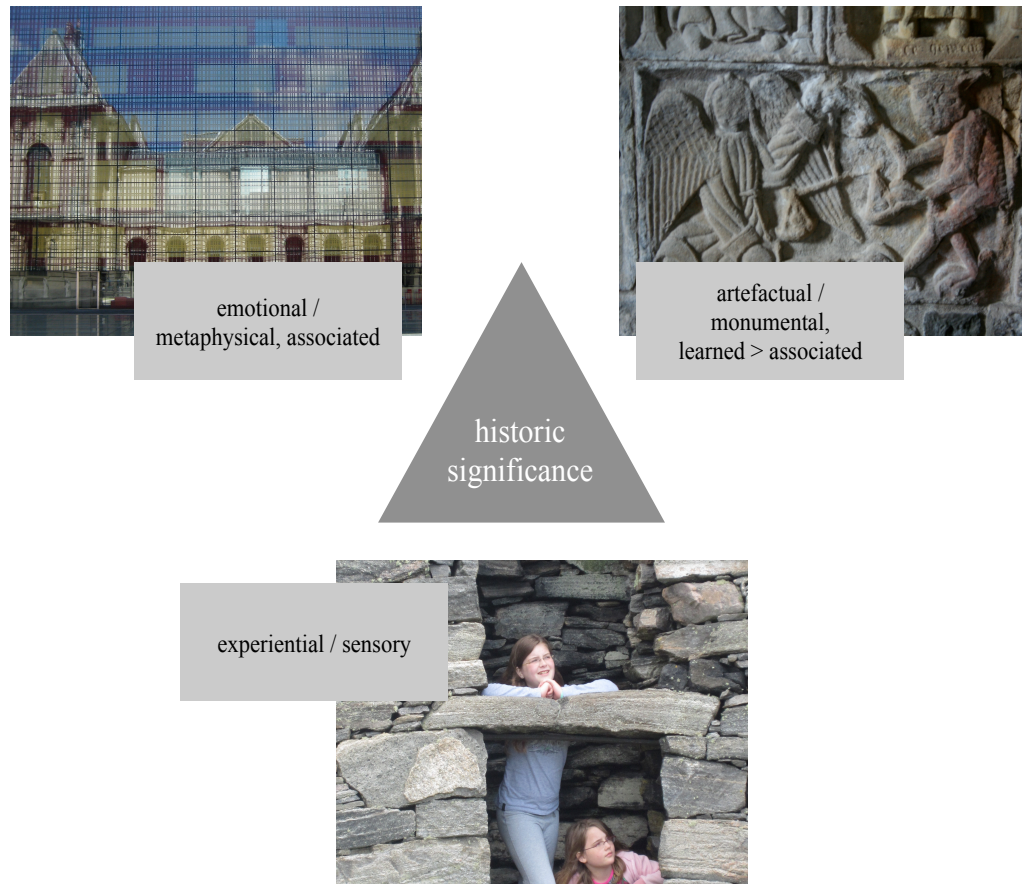 emotional /
metaphysical, associated
artefactual /
monumental,
learned > associated
historic
significance
experiential / sensory